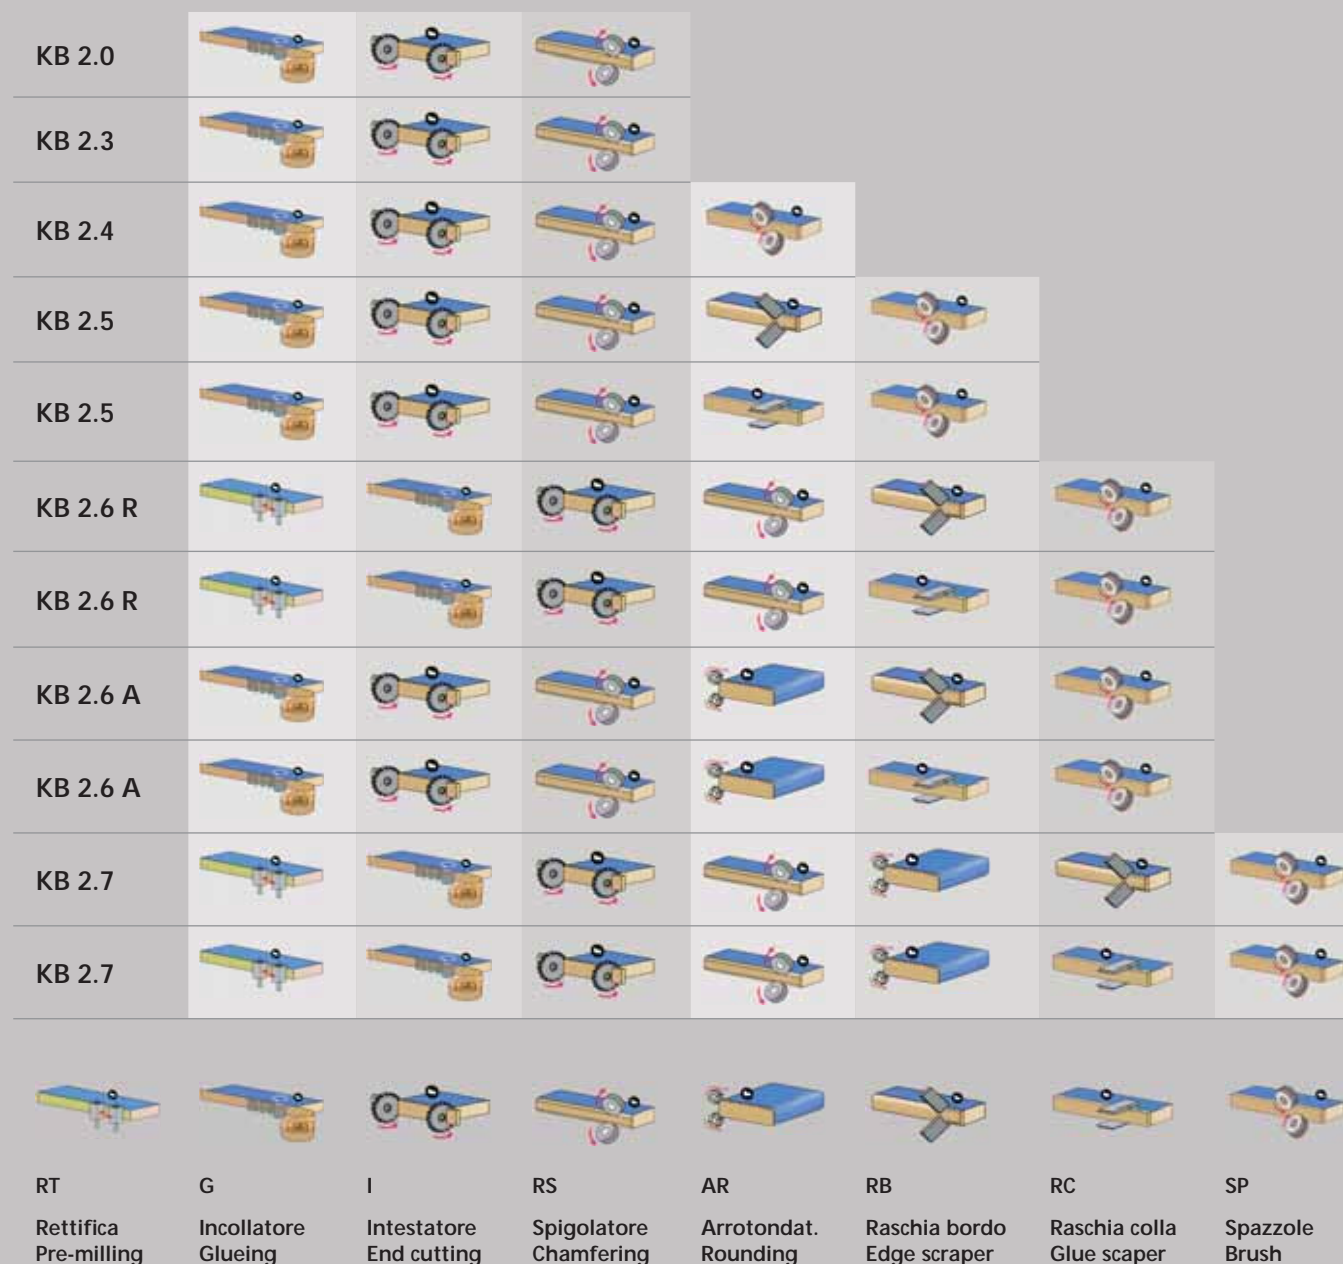 KB 2.0
KB 2.3
KB 2.4
KB 2.5
KB 2.5
KB 2.6 R
KB 2.6 R
KB 2.6 A
KB 2.6 A
KB 2.7
KB 2.7
RT G I RS AR RB RC SP
Rettifica Incollatore Intestatore Spigolatore Arrotondat. Raschia bordo Raschia colla Spazzole
Pre-milling Glueing End cutting Chamfering Rounding Edge scraper Glue scaper Brush